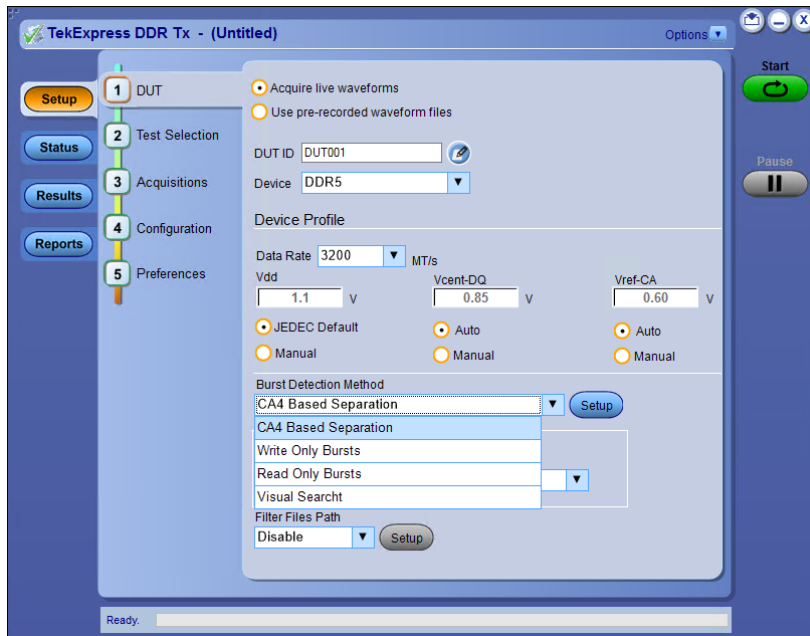 TekExpress DDR Tx - (Untitled)
Options
X
Start
Pause
Setup
Status
Results
Reports
1 DUT
2 Test Selection
3 Acquisitions
4 Configuration
5 Preferences
Acquire live waveforms
Use pre-recorded waveform files
DUT ID DUT001
Device DDR5
Device Profile
Data Rate 3200 MT/s
Vdd Vcent-DQ Vref-CA
1.1 V 0.85 V 0.60 V
JEDEC Default Auto Auto
Manual Manual Manual
Burst Detection Method
CA4 Based Separation Setup
CA4 Based Separation
Write Only Bursts
Read Only Bursts
Visual Searcht
Filter Files Path
Disable Setup
Ready.